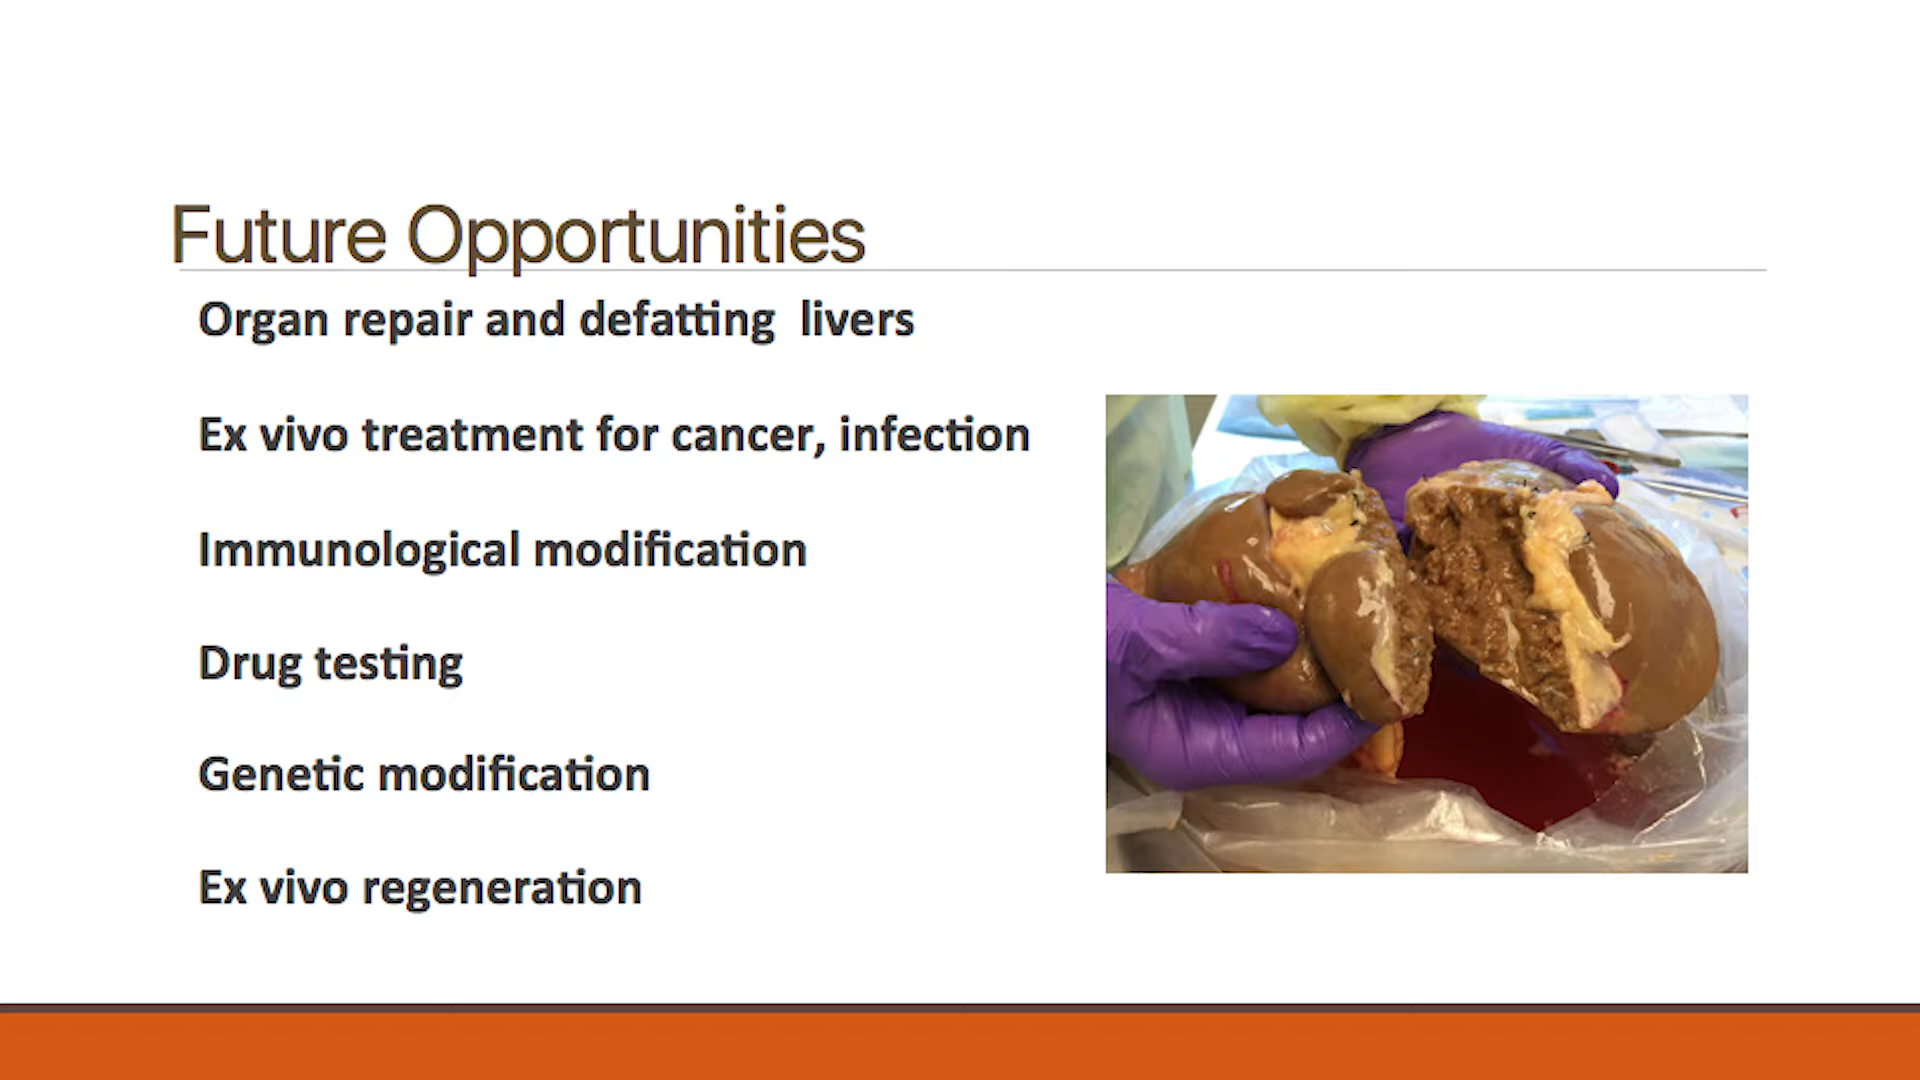 Future Opportunities
Organ repair and defatting livers
Ex vivo treatment for cancer, infection
Immunological modification
Drug testing
Genetic modification
Ex vivo regeneration